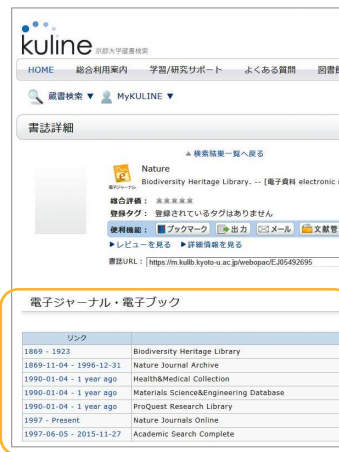 kuline 京都大学蔵書検索
HOME 総合利用案内 学習/研究サポート よくある質問 図書館
蔵書検索 ▼ MyKULINE ▼
書誌詳細
検索結果一覧へ戻る
Nature
Biodiversity Heritage Library. -- [電子資料 electronic
電子ジャーナル
総合評価： ★★★★★
登録タグ： 登録されているタグはありません
便利機能： ブックマーク 出力 メール 文献管
▶レビューを見る ▶詳細情報を見る
書誌URL： https://m.kulib.kyoto-u.ac.jp/webopac/EJ05492695
電子ジャーナル・電子ブック
リンク
1869 - 1923 Biodiversity Heritage Library
1869-11-04 - 1996-12-31 Nature Journal Archive
1990-01-04 - 1 year ago Health&Medical Collection
1990-01-04 - 1 year ago Materials Science&Engineering Database
1990-01-04 - 1 year ago ProQuest Research Library
1997 - Present Nature Journals Online
1997-06-05 - 2015-11-27 Academic Search Complete